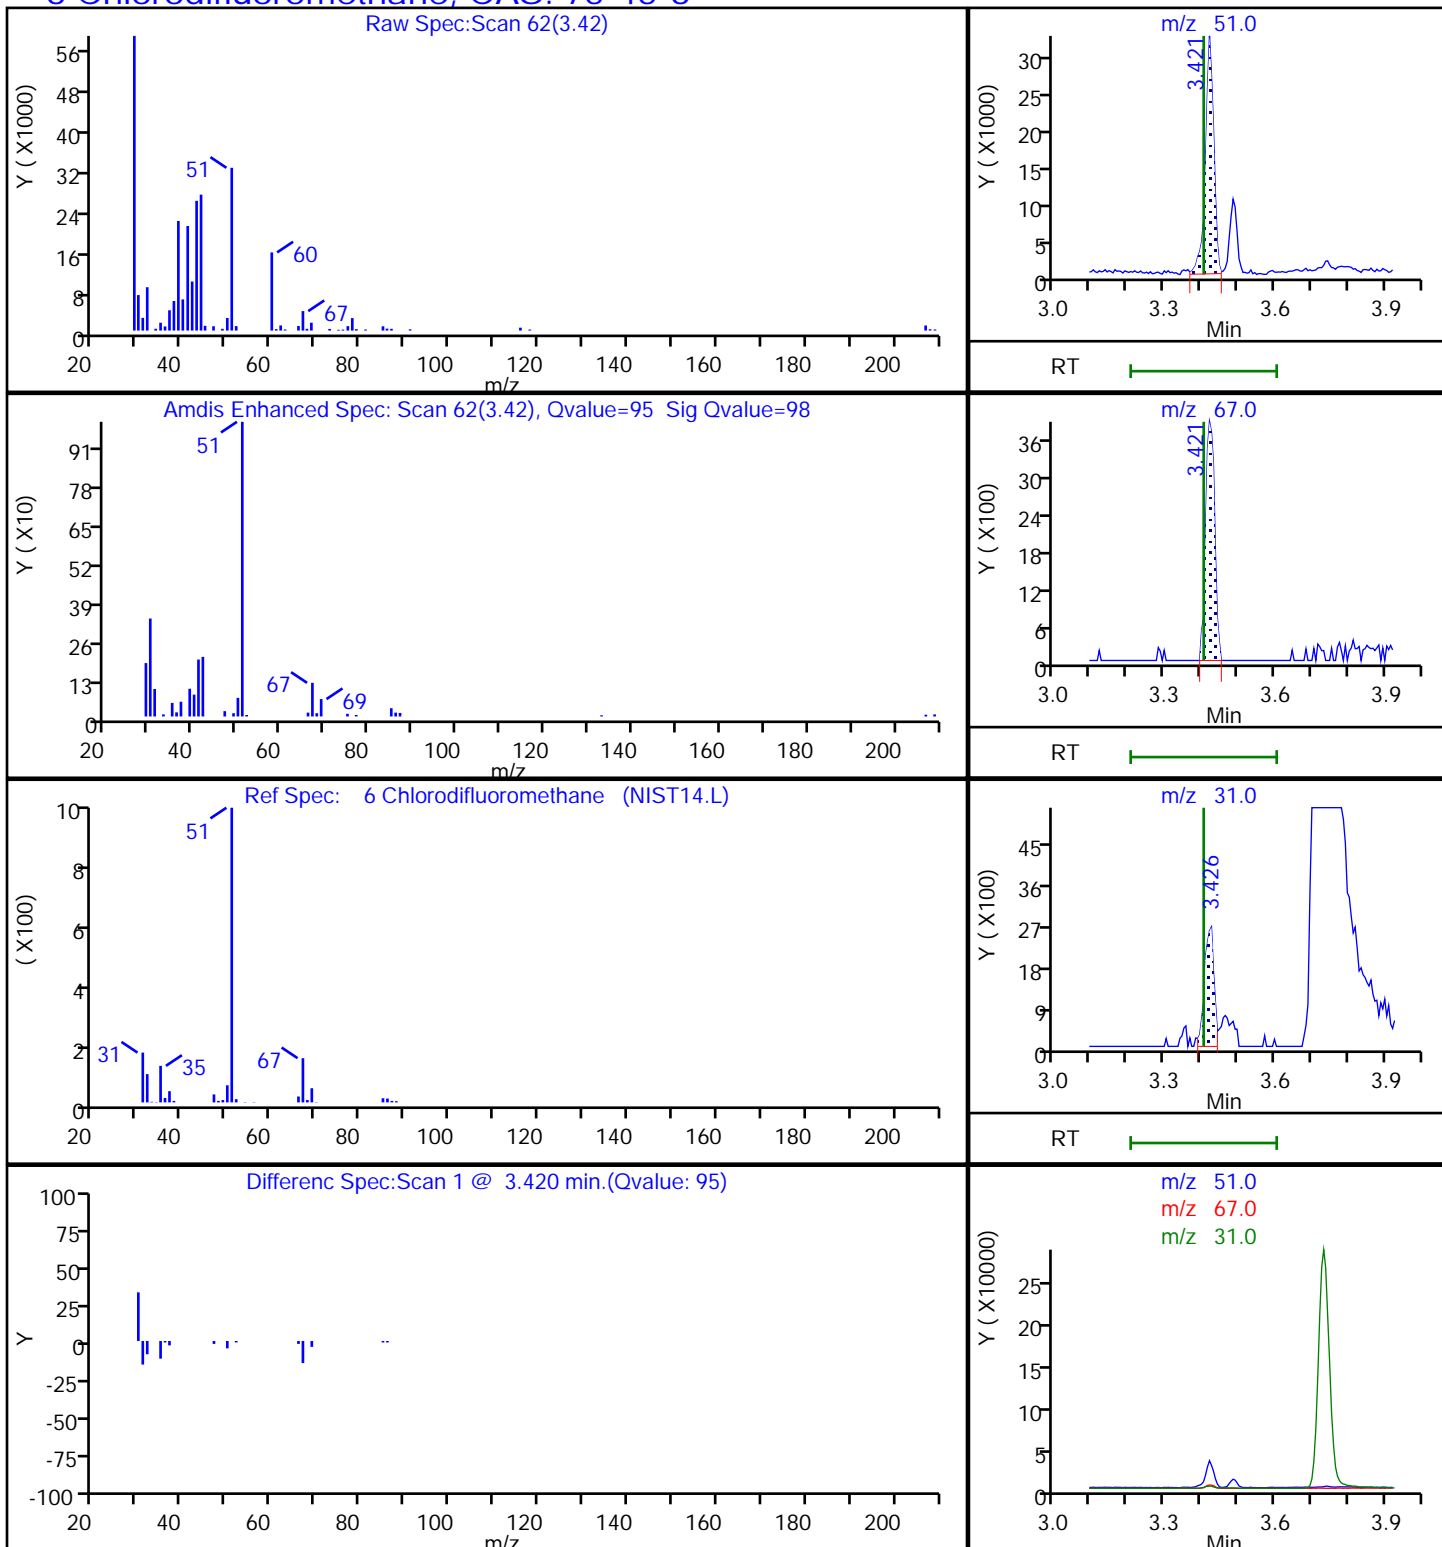 6 Chlorodifluoromethane, CAS: 75-45-6
Raw Spec:Scan 62(3.42)
Y ( X1000)
56
48
40
32
24
16
8
0
51
60
67
20 40 60 80 100 120 140 160 180 200
m/z
m/z 51.0
Y ( X1000)
30
25
20
15
10
5
0
3.421
3.0 3.3 3.6 3.9
Min
RT
Amdis Enhanced Spec: Scan 62(3.42), Qvalue=95 Sig Qvalue=98
Y ( X10)
91
78
65
52
39
26
13
0
51
67
69
20 40 60 80 100 120 140 160 180 200
m/z
m/z 67.0
Y ( X100)
36
30
24
18
12
6
0
3.421
3.0 3.3 3.6 3.9
Min
RT
Ref Spec: 6 Chlorodifluoromethane (NIST14.L)
( X100)
10
8
6
4
2
0
31
35
51
67
20 40 60 80 100 120 140 160 180 200
m/z 31.0
Y ( X100)
45
36
27
18
9
0
3.426
3.0 3.3 3.6 3.9
Min
RT
Differenc Spec:Scan 1 @ 3.420 min.(Qvalue: 95)
Y
100
75
50
25
0
-25
-50
-75
-100
20 40 60 80 100 120 140 160 180 200
m/z
m/z 51.0
m/z 67.0
m/z 31.0
Y ( X10000)
25
20
15
10
5
0
3.0 3.3 3.6 3.9
Min